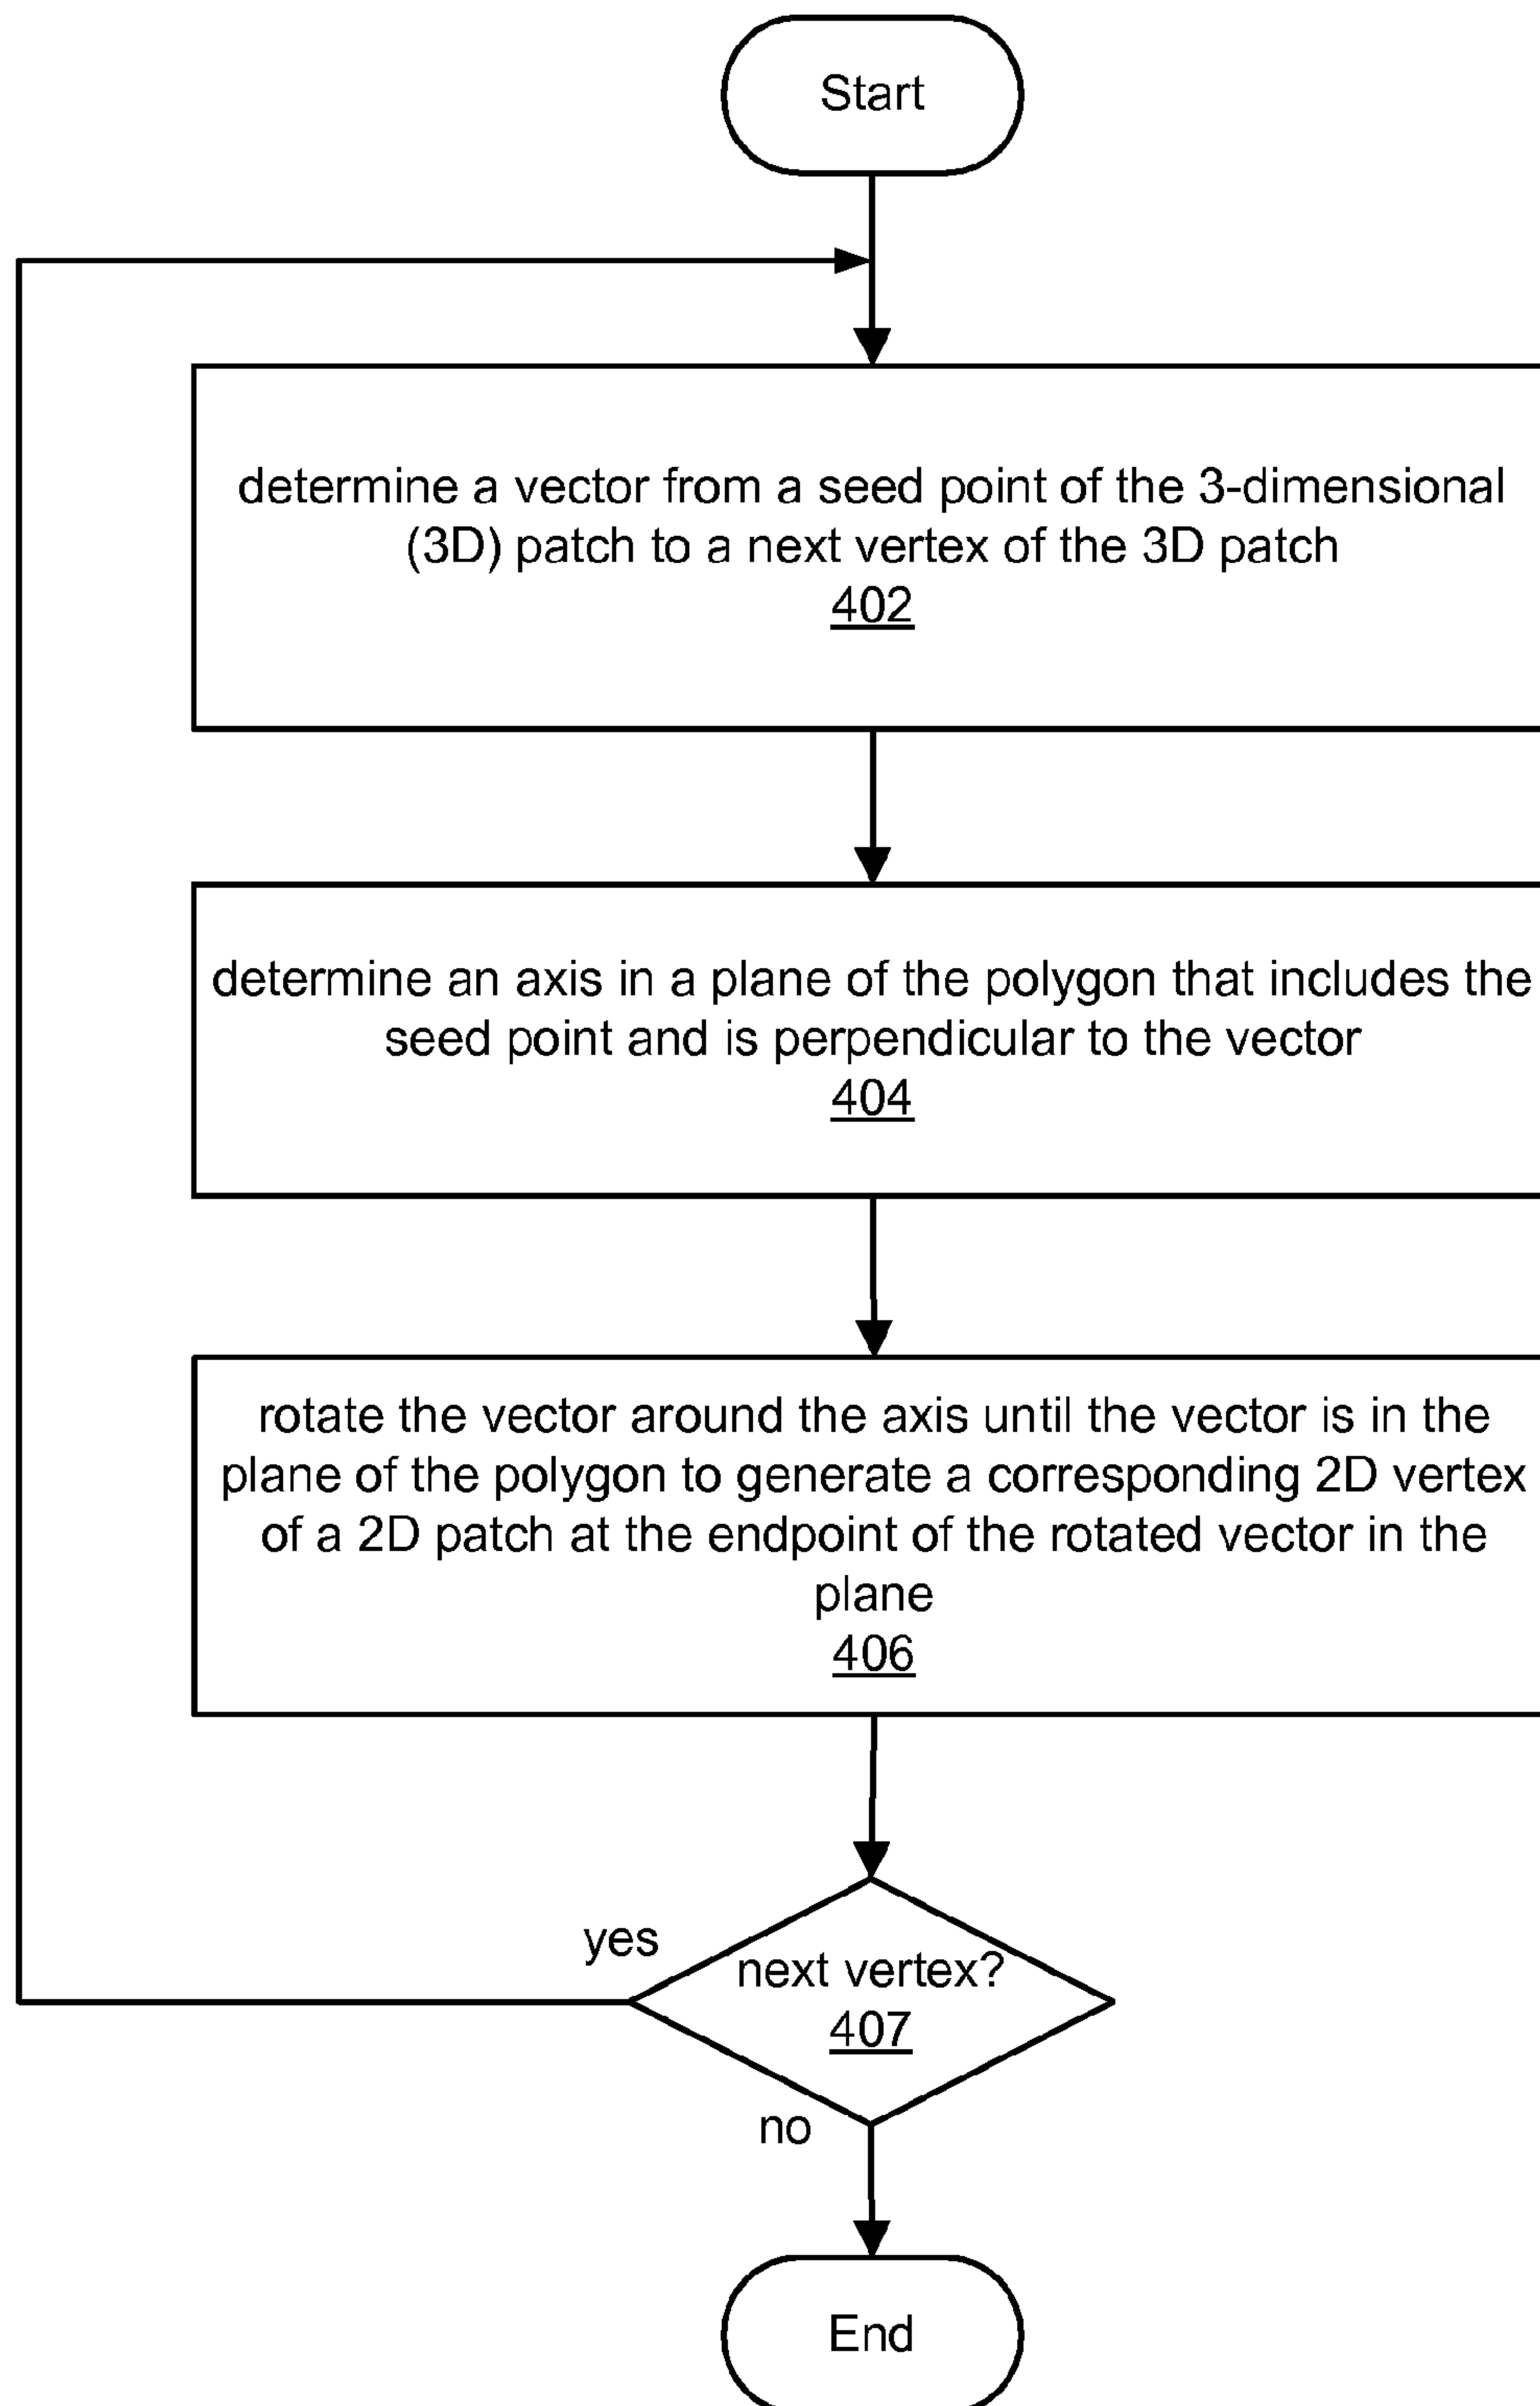 Start
determine a vector from a seed point of the 3-dimensional
(3D) patch to a next vertex of the 3D patch
402
determine an axis in a plane of the polygon that includes the
seed point and is perpendicular to the vector
404
rotate the vector around the axis until the vector is in the
plane of the polygon to generate a corresponding 2D vertex
of a 2D patch at the endpoint of the rotated vector in the
plane
406
yes
next vertex?
407
no
End